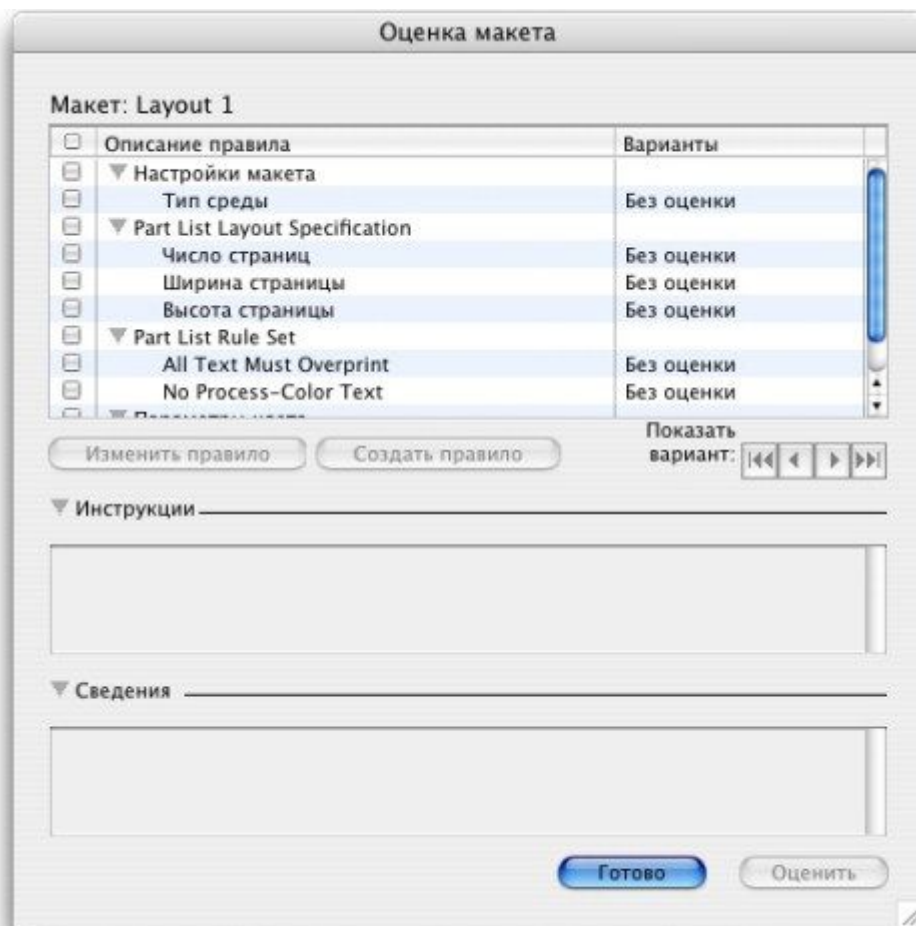 Оценка макета
Макет: Layout 1
Описание правила Варианты
Настройки макета
Тип среды Без оценки
Part List Layout Specification
Число страниц Без оценки
Ширина страницы Без оценки
Высота страницы Без оценки
Part List Rule Set
All Text Must Overprint Без оценки
No Process-Color Text Без оценки
Показать
Изменить правило Создать правило вариант:
Инструкции
Сведения
Готово Оценить